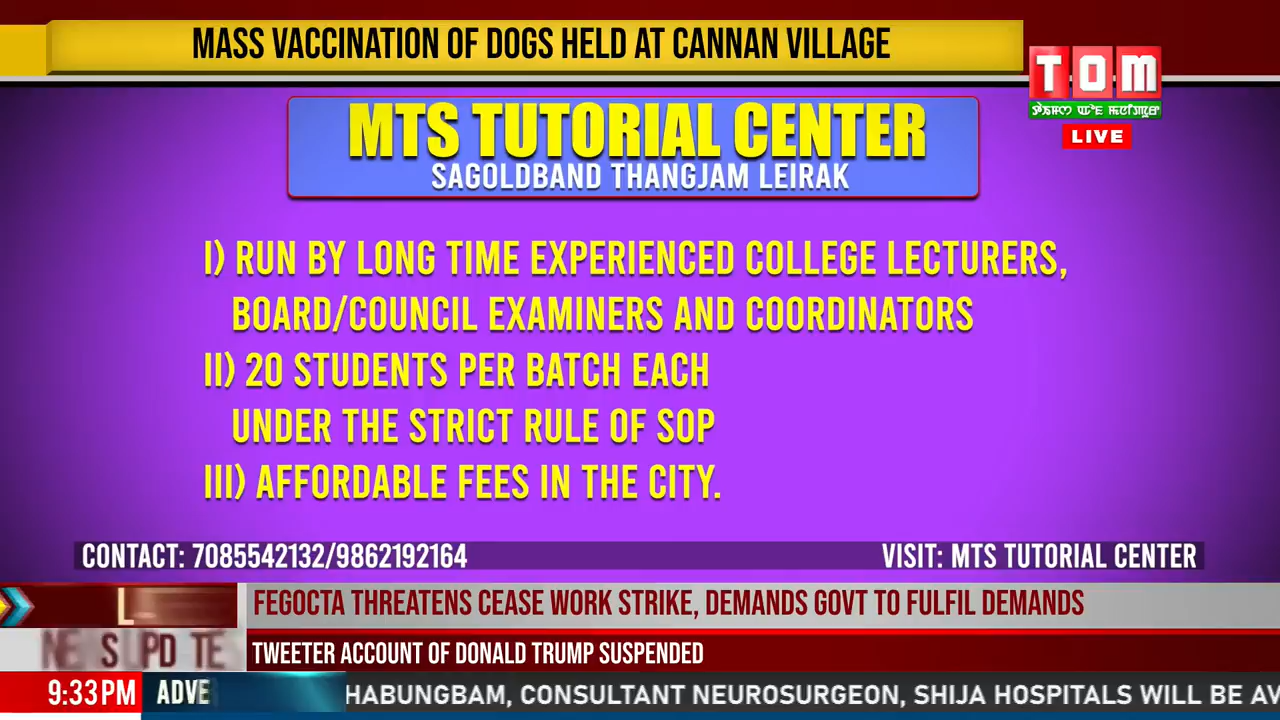 MASS VACCINATION OF DOGS HELD AT CANNAN VILLAGE
TOM
LIVE
MTS TUTORIAL CENTER
SAGOLDBAND THANGJAM LEIRAK
I) RUN BY LONG TIME EXPERIENCED COLLEGE LECTURERS,
BOARD/COUNCIL EXAMINERS AND COORDINATORS
II) 20 STUDENTS PER BATCH EACH
UNDER THE STRICT RULE OF SOP
III) AFFORDABLE FEES IN THE CITY.
CONTACT: 7085542132/9862192164
VISIT: MTS TUTORIAL CENTER
FEGOCTA THREATENS CEASE WORK STRIKE, DEMANDS GOVT TO FULFIL DEMANDS
TWEETER ACCOUNT OF DONALD TRUMP SUSPENDED
9:33PM ADVE HABUNGBAM, CONSULTANT NEUROSURGEON, SHIJA HOSPITALS WILL BE AV